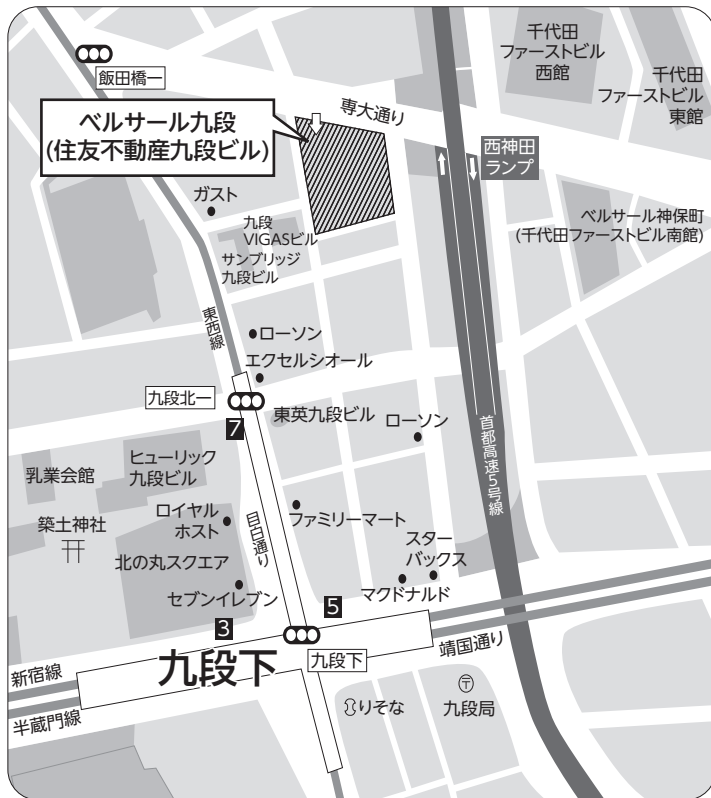 千代田
ファーストビル
西館
千代田
ファーストビル
東館
飯田橋一
専大通り
ベルサール九段
(住友不動産九段ビル)
西神田
ランプ
ガスト
九段
VIGASビル
サンブリッジ
九段ビル
ベルサール神保町
(千代田ファーストビル南館)
東西線
ローソン
エクセルシオール
九段北一
7
東英九段ビル
ローソン
首都高速5号線
乳業会館
ヒューリック
九段ビル
築土神社
ロイヤル
ホスト
目白通り
ファミリーマート
北の丸スクエア
スター
バックス
セブンイレブン
マクドナルド
3
5
九段下
九段下
靖国通り
新宿線
半蔵門線
りそな
〒
九段局